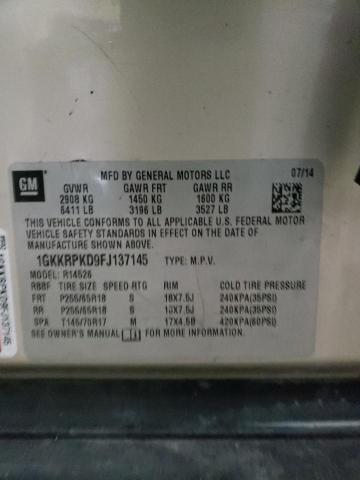 GM
MFD BY GENERAL MOTORS LLC 07/14
GVWR GAWR FRT GAWR RR
2908 KG 1450 KG 1600 KG
6411 LB 3196 LB 3527 LB
THIS VEHICLE CONFORMS TO ALL APPLICABLE U.S. FEDERAL MOTOR
VEHICLE SAFETY STANDARDS IN EFFECT ON THE DATE OF
MANUFACTURE SHOWN ABOVE.
1GKKRPKD9FJ137145 TYPE: M.P.V.
MODEL: R14526
RBBF TIRE SIZE SPEED RTG RIM COLD TIRE PRESSURE
FRT P255/65R18 S 18X7.5J 240KPA(35PSI)
RR P255/65R18 S 18X7.5J 240KPA(35PSI)
SPA T145/70R17 M 17X4.5B 420KPA(60PSI)
SEE OWNER'S MANUAL FOR MORE INFORMATION.